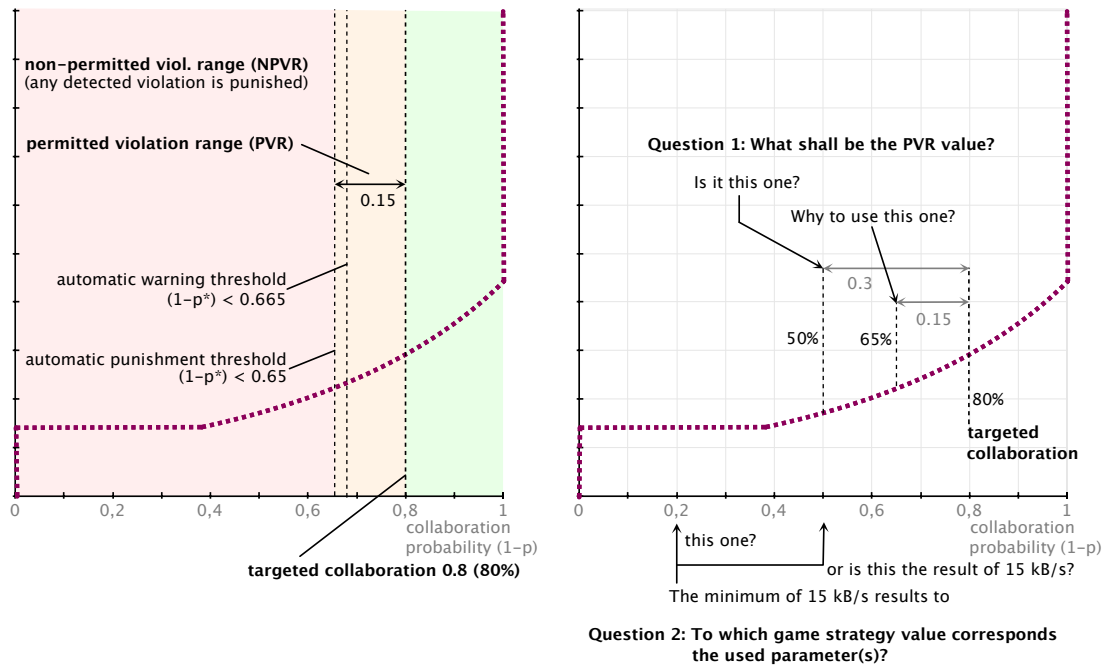 non-permitted viol. range (NPVR)
(any detected violation is punished)
permitted violation range (PVR)
0.15
automatic warning threshold
(1-p*) < 0.665
automatic punishment threshold
(1-p*) < 0.65
0
0,2
0,4
0,6
0,8
1
collaboration
probability (1-p)
targeted collaboration 0.8 (80%)
Question 1: What shall be the PVR value?
Is it this one?
Why to use this one?
0.3
0.15
50%
65%
80%
targeted
collaboration
0
0,2
0,4
0,6
0,8
1
collaboration
probability (1-p)
this one?
or is this the result of 15 kB/s?
The minimum of 15 kB/s results to
Question 2: To which game strategy value corresponds
the used parameter(s)?